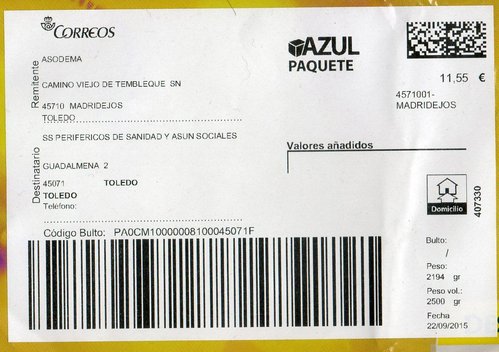 CORREOS
AZUL
PAQUETE
11,55 €
4571001-
MADRIDEJOS
Remitente
ASODEMA
CAMINO VIEJO DE TEMBLEQUE SN
45710 MADRIDEJOS
TOLEDO
Destinatario
SS PERIFERICOS DE SANIDAD Y ASUN SOCIALES
GUADALMENA 2
45071 TOLEDO
TOLEDO
Teléfono:
Valores añadidos
Domicilio
407330
Código Bulto: PA0CM10000008100045071F
Bulto:
/
Peso:
2194 gr
Peso vol.:
2500 gr
Fecha
22/09/2015